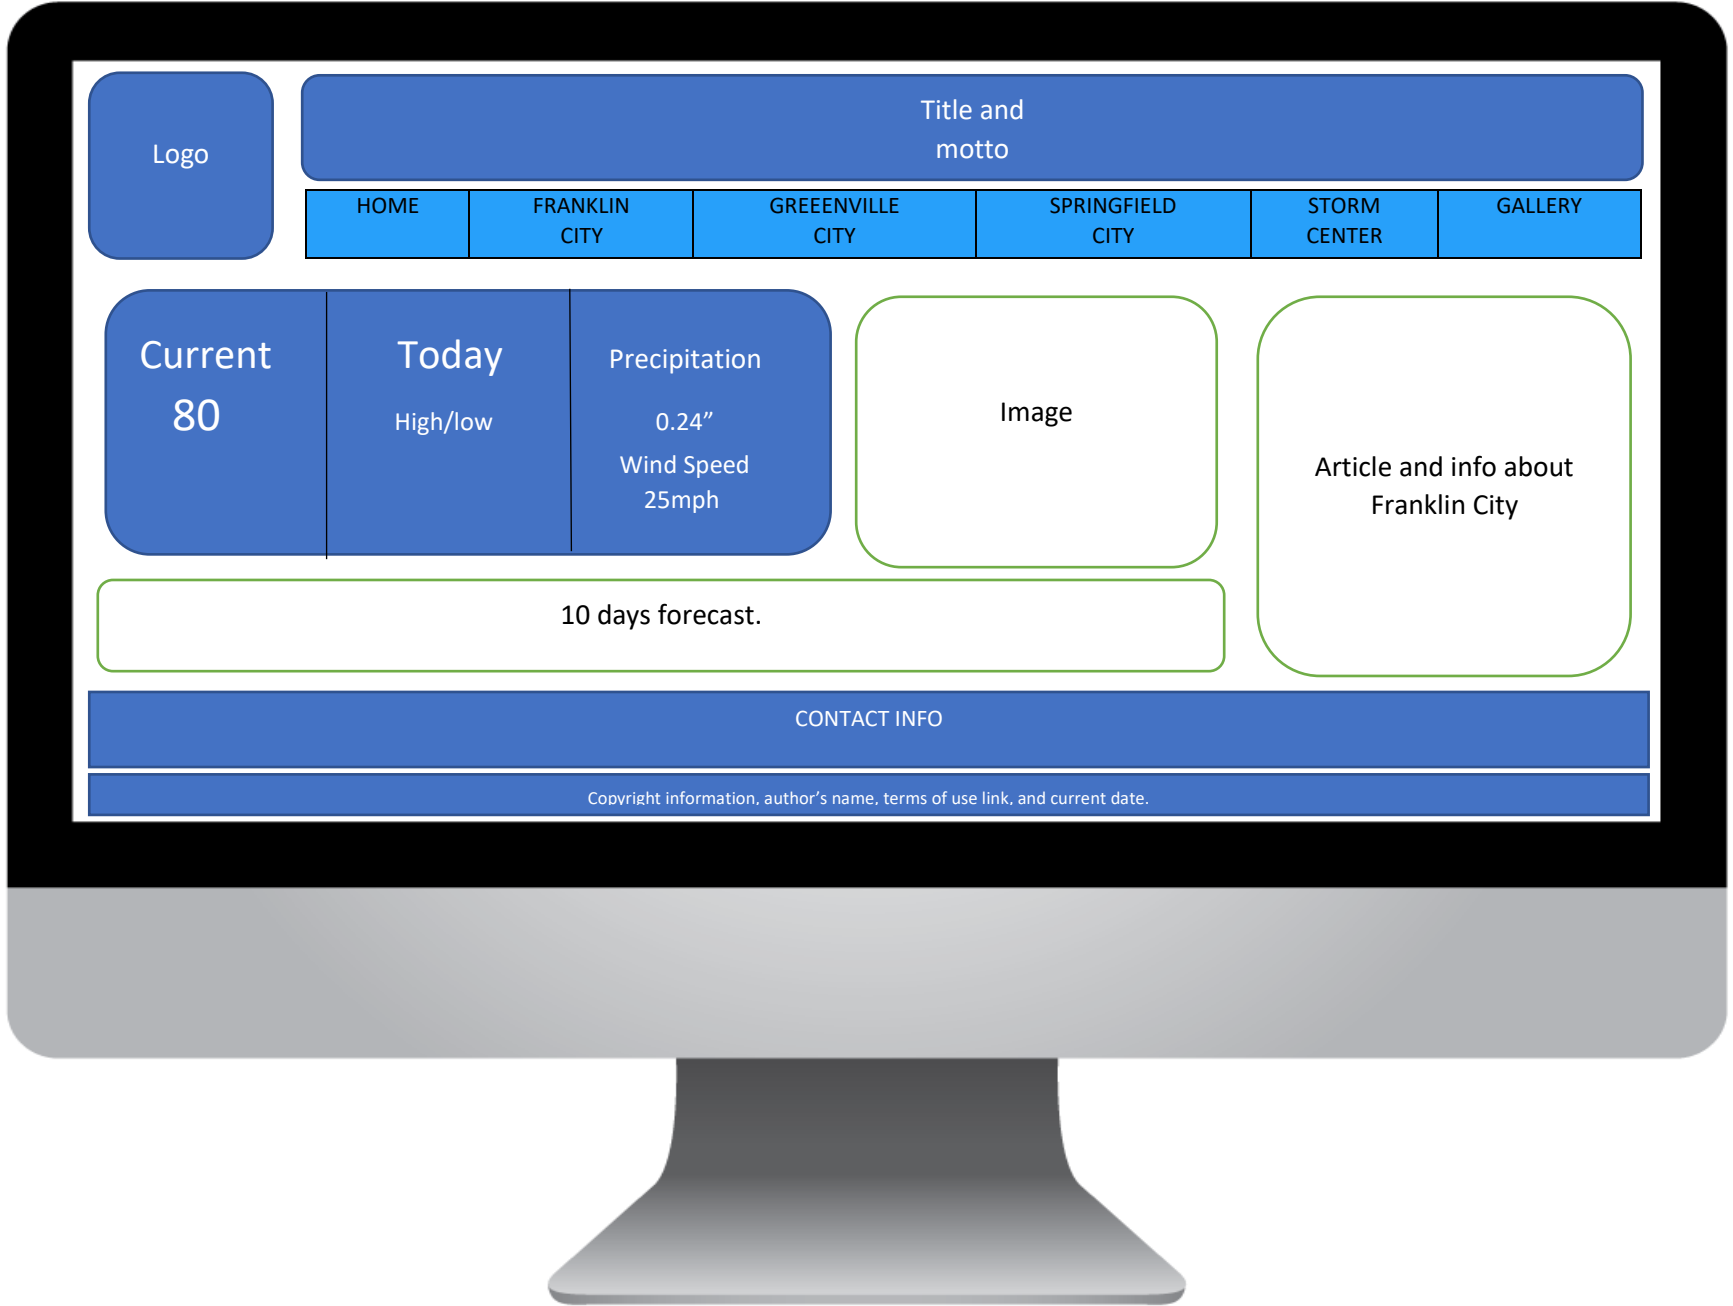 Logo
Title and
motto
HOME
FRANKLIN
CITY
GREEENVILLE
CITY
SPRINGFIELD
CITY
STORM
CENTER
GALLERY
Current
80
Today
High/low
Precipitation
0.24”
Wind Speed
25mph
Image
Article and info about
Franklin City
10 days forecast.
CONTACT INFO
Copyright information, author’s name, terms of use link, and current date.